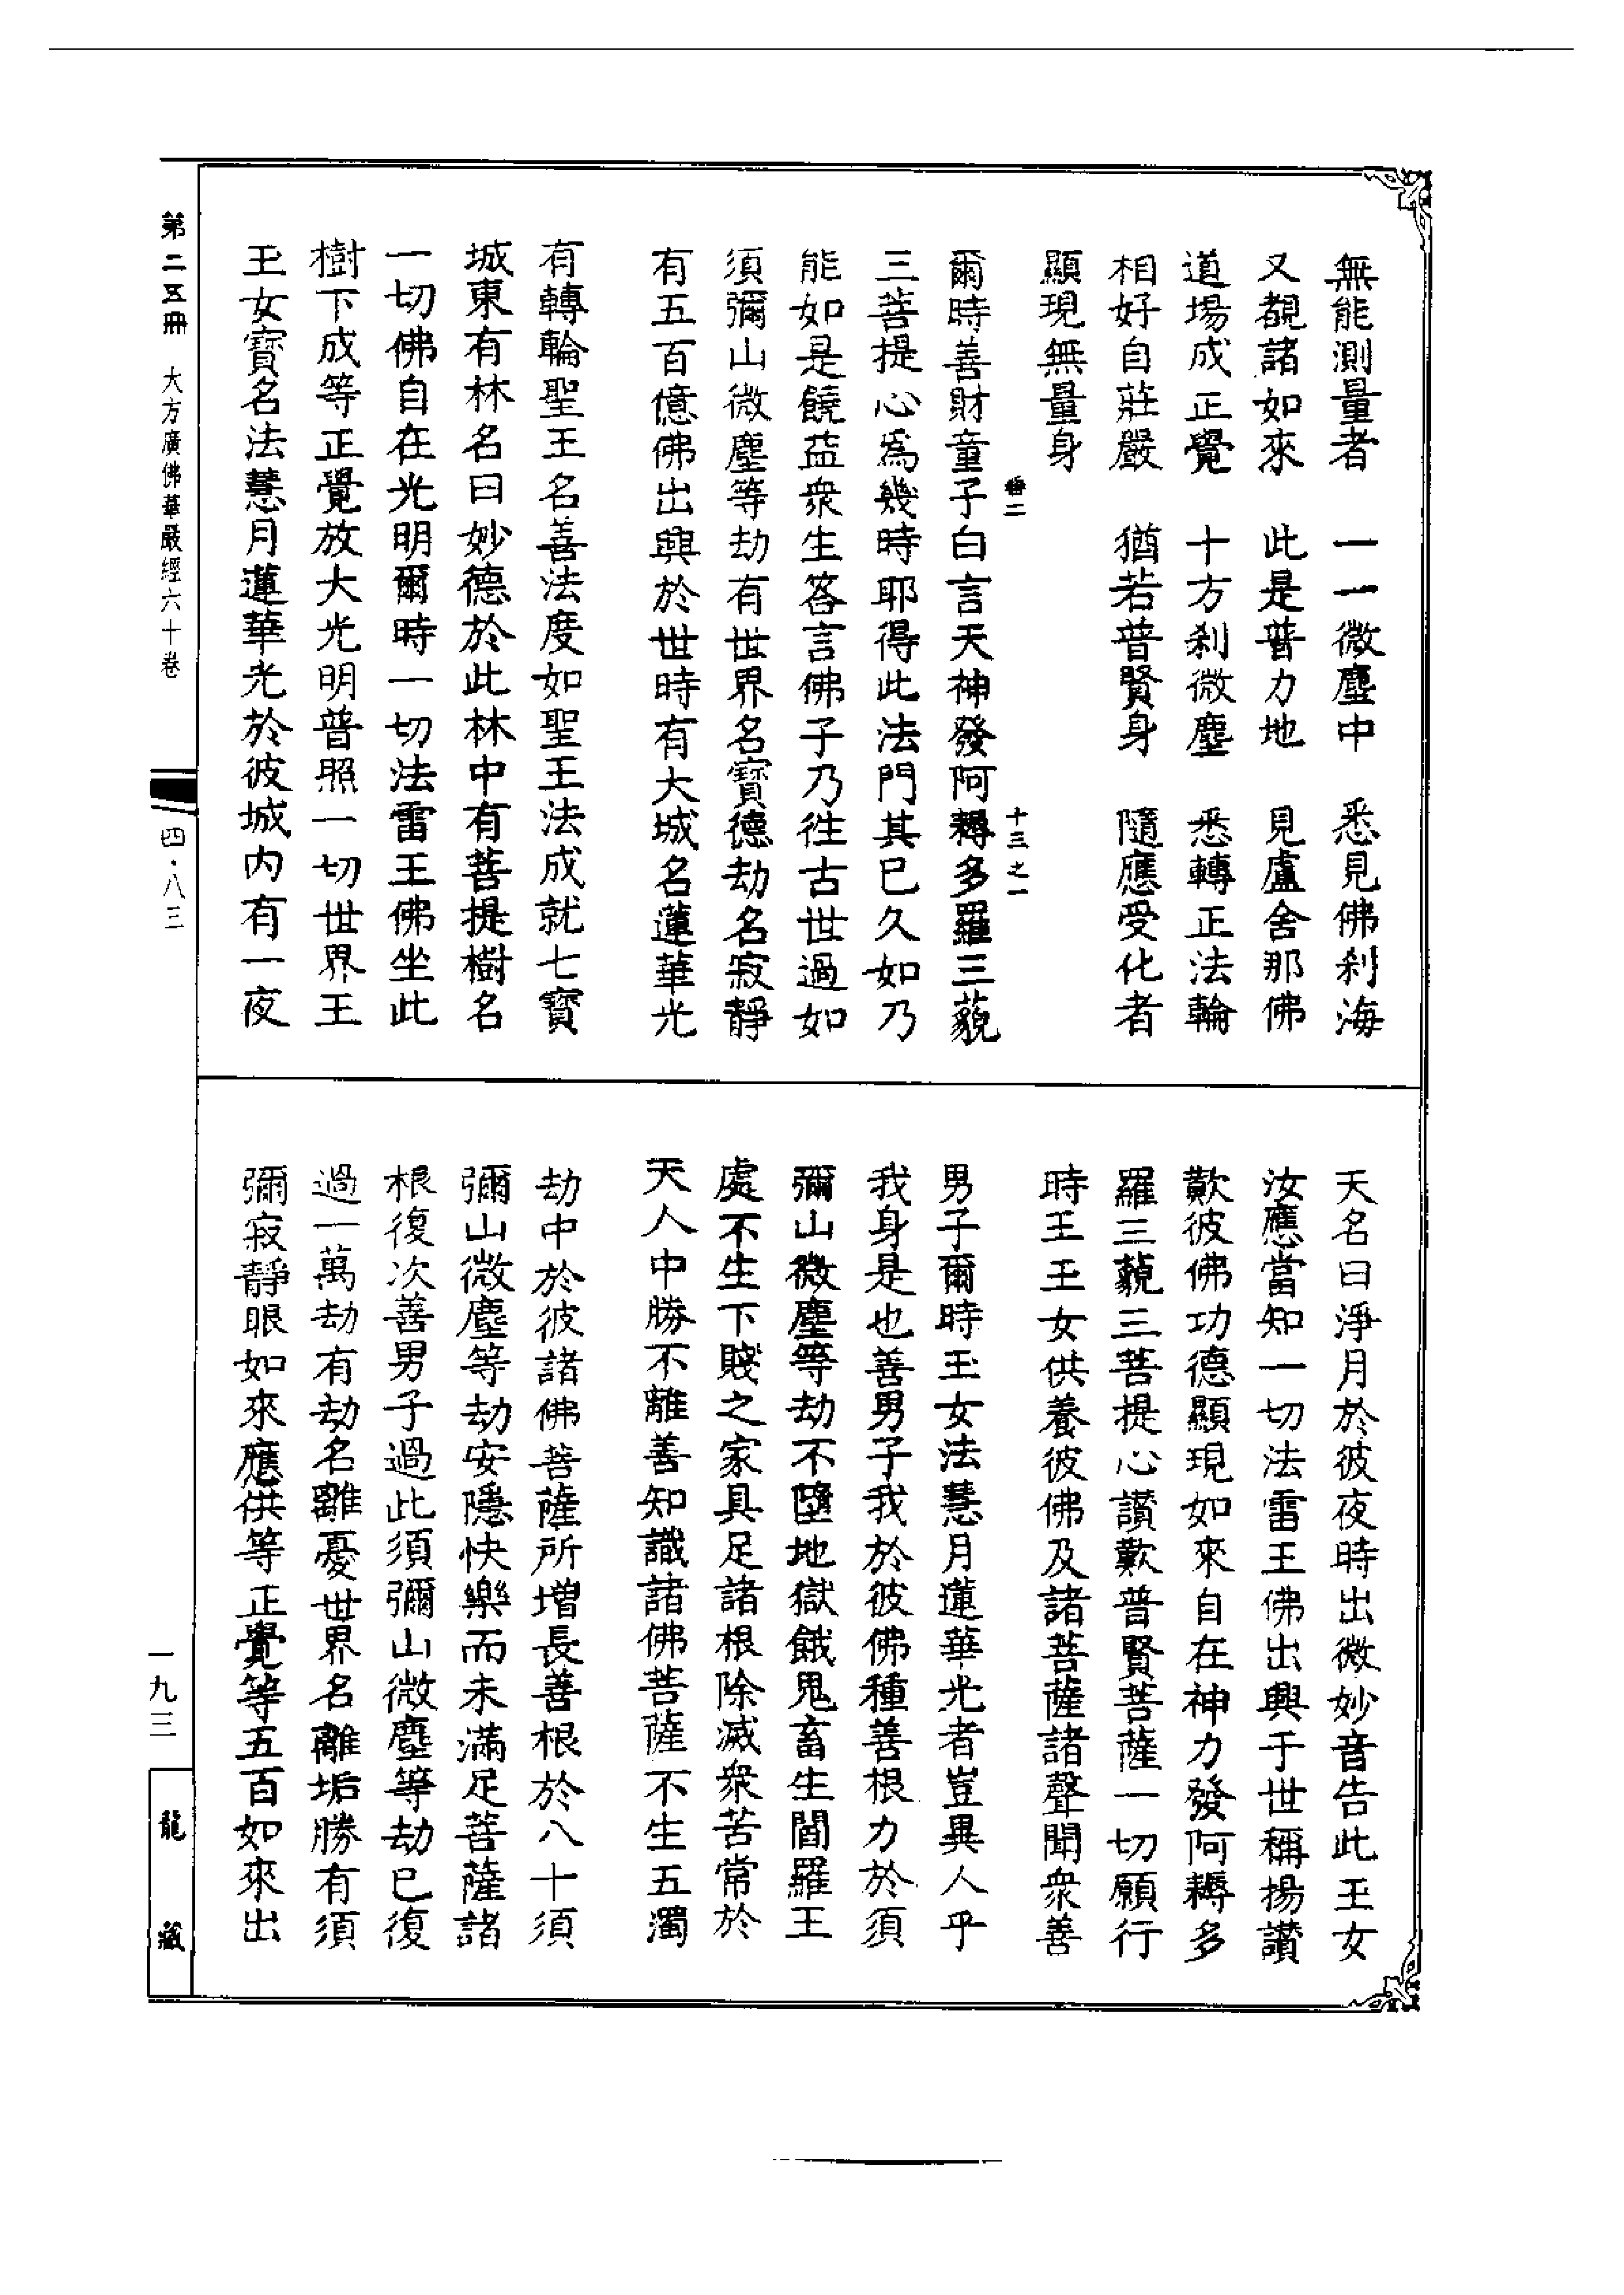 無能測量者　一一微塵中　悉見佛刹海
又覩諸如來　此是普力地　見盧舍那佛
道場成正覺　十方刹微塵　悉轉正法輪
相好自莊嚴　猶若普賢身　隨應受化者
顯現無量身
十三之一
爾時善財童子白言天神發阿耨多羅三藐
三菩提心爲幾時耶得此法門其已久如乃
能如是饒益衆生答言佛子乃徃古世過如
須彌山微塵等劫有世界名寳德劫名寂靜
有五百億佛出興於世時有大城名蓮華光
有轉輪聖王名善法度如聖王法成就七寳
城東有林名曰妙德於此林中有菩提樹名
一切佛自在光明爾時一切法雷王佛坐此
樹下成等正覺放大光明普照一切世界王
王女寳名法慧月蓮華光於彼城内有一夜
天名曰淨月於彼夜時出微妙音告此王女
汝應當知一切法雷王佛出興于世稱揚讃
歎彼佛功德顯現如來自在神力發阿耨多
羅三藐三菩提心讃歎普賢菩薩一切願行
時王王女供養彼佛及諸菩薩諸聲聞衆善
男子爾時王女法慧月蓮華光者豈異人乎
我身是也善男子我於彼佛種善根力於須
彌山微塵等劫不墮地獄餓鬼畜生閻羅王
處不生下賤之家具足諸根除滅衆苦常於
天人中勝不離善知識諸佛菩薩不生五濁
劫中於彼諸佛菩薩所增長善根於八十須
彌山微塵等劫安隱快樂而未滿足菩薩諸
根復次善男子過此須彌山微塵等劫已復
過一萬劫有劫名離憂世界名離垢勝有須
彌寂靜眼如來應供等正覺等五百如來出
第二五冊　大方廣佛華嚴經六十卷
四·八三
一九三
龍藏